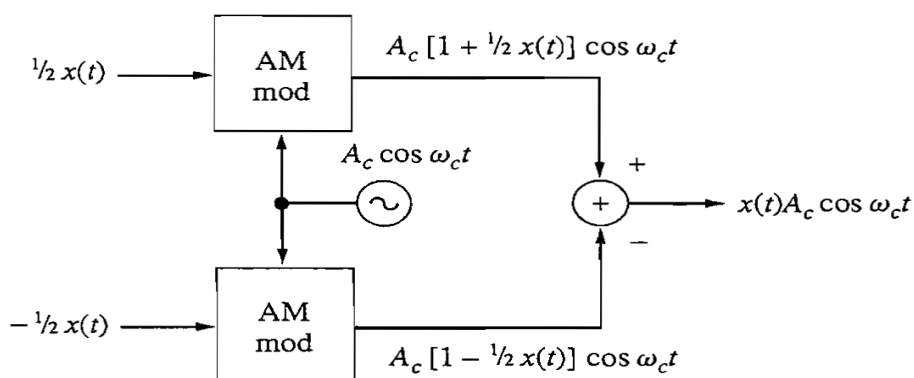 A_c [1 + ½ x(t)] cos ω_c t
½ x(t)
AM
mod
A_c cos ω_c t
+
+
x(t)A_c cos ω_c t
−
− ½ x(t)
AM
mod
A_c [1 − ½ x(t)] cos ω_c t